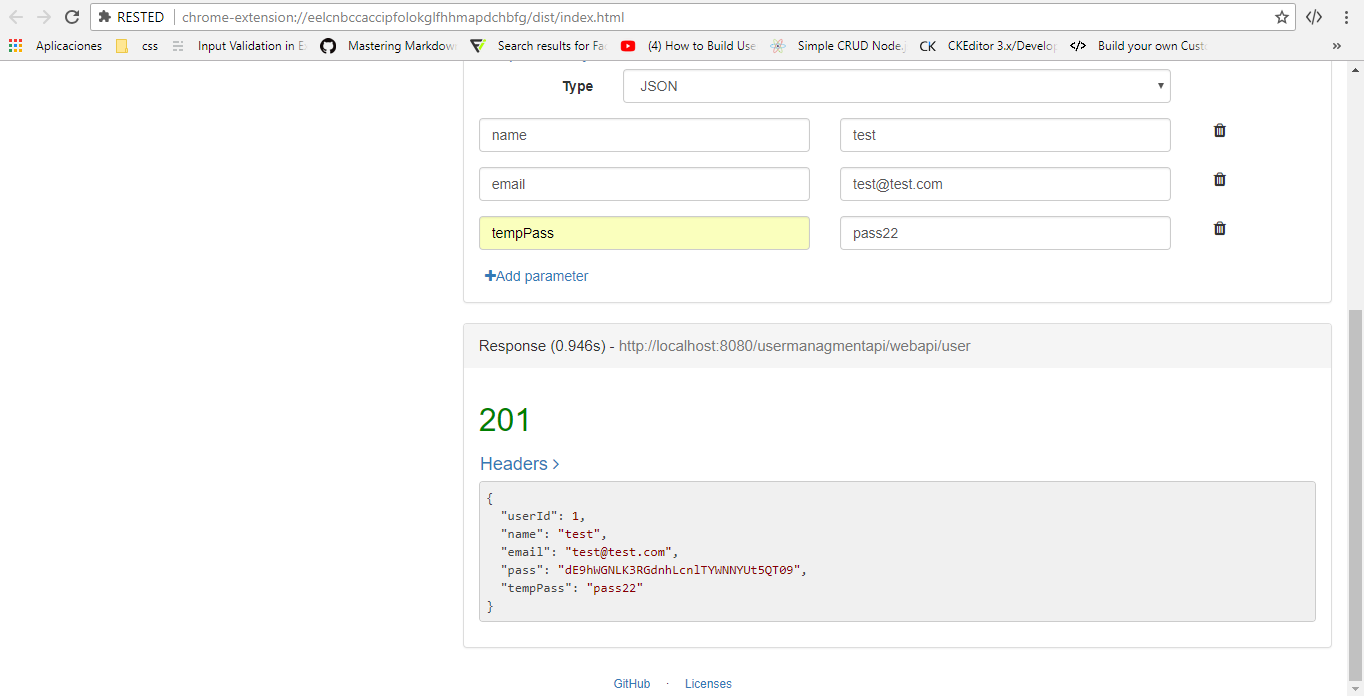 RESTED chrome-extension://eelcnbccaccipfolokglfhhmapdchbfg/dist/index.html
Aplicaciones css Input Validation in E Mastering Markdow Search results for Fa (4) How to Build Use Simple CRUD Node.j CK CKEditor 3.x/Develop </> Build your own Cust »
Type JSON
name test
email test@test.com
tempPass pass22
Add parameter
Response (0.946s) - http://localhost:8080/usermanagmentapi/webapi/user
201
Headers >
{
"userId": 1,
"name": "test",
"email": "test@test.com",
"pass": "dE9hWGNLK3RGdnhLcnlTYWNNYUt5QT09",
"tempPass": "pass22"
}
GitHub · Licenses